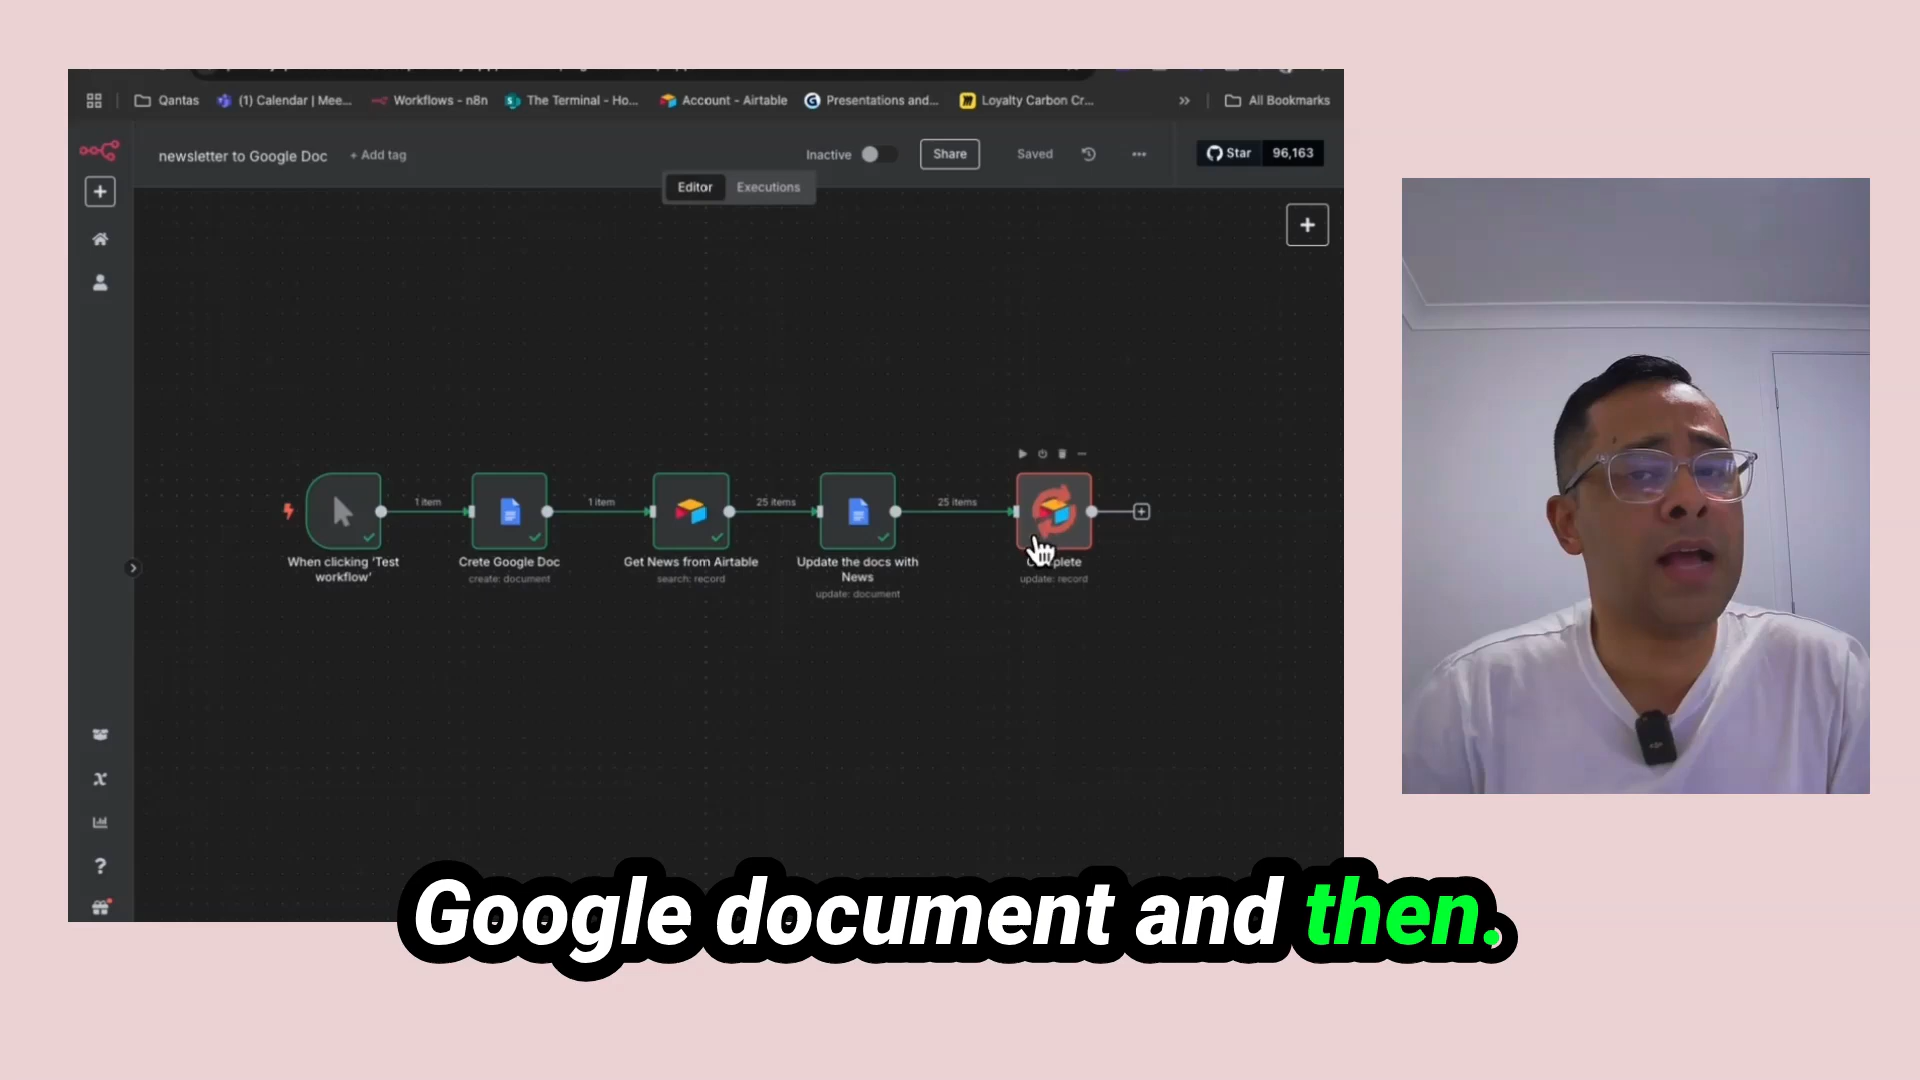 Qantas
(1) Calendar | Mee...
Workflows - n8n
The Terminal - Ho...
Account - Airtable
Presentations and...
Loyalty Carbon Cr...
All Bookmarks
newsletter to Google Doc
+ Add tag
Inactive
Share
Saved
Star
96,163
Editor
Executions
1 item
1 item
25 items
25 items
When clicking ‘Test
workflow’
Crete Google Doc
create: document
Get News from Airtable
search: record
Update the docs with
News
update: document
update: record
Google document and then.